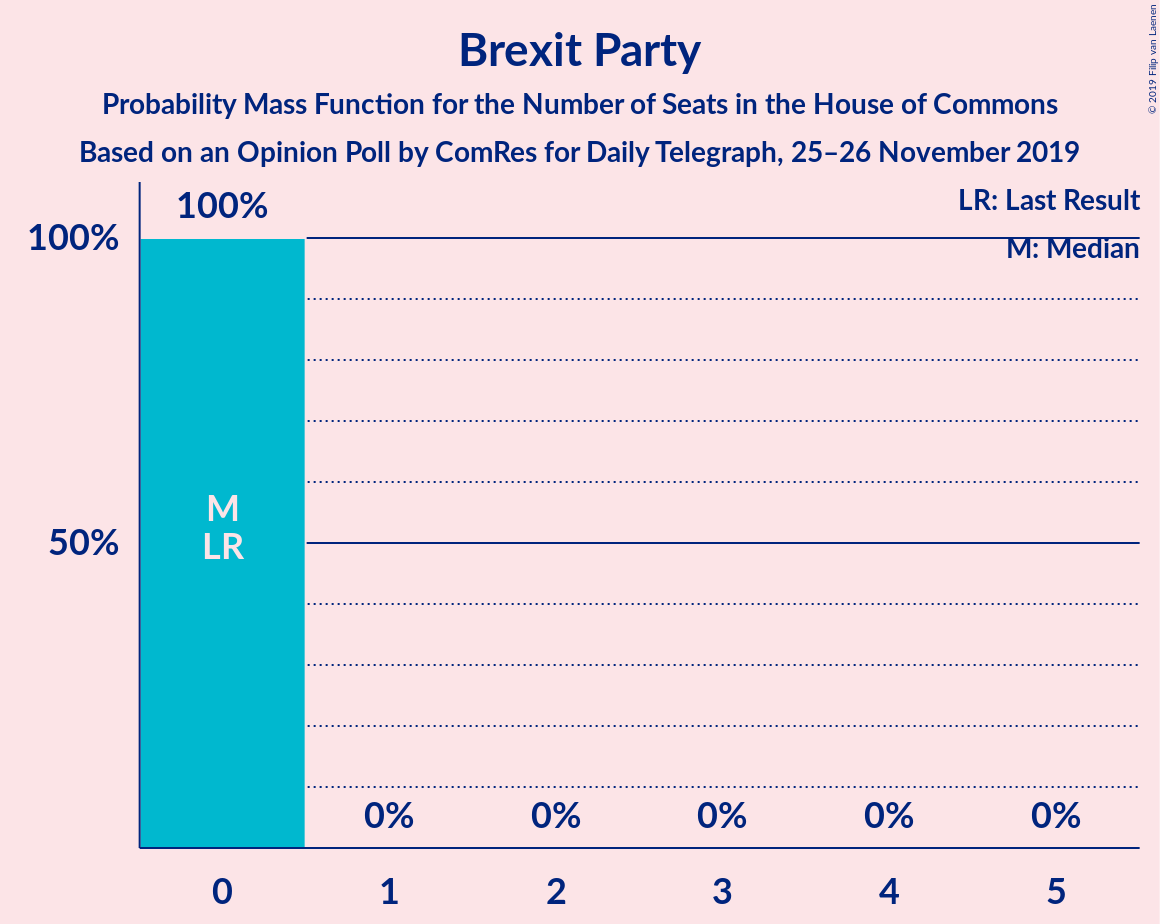 Brexit Party
Probability Mass Function for the Number of Seats in the House of Commons
Based on an Opinion Poll by ComRes for Daily Telegraph, 25–26 November 2019
© 2019 Filip van Laenen
LR: Last Result
M: Median
100%
100%
50%
M
LR
0% 0% 0% 0% 0%
0 1 2 3 4 5